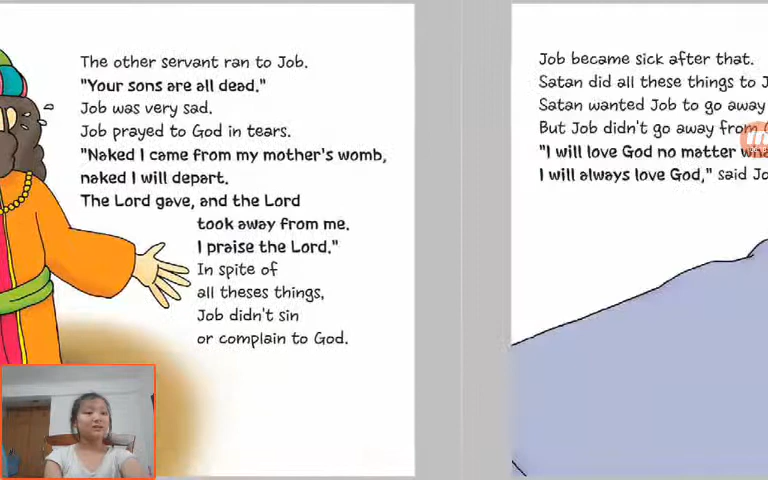 The other servant ran to Job.
"Your sons are all dead."
Job was very sad.
Job prayed to God in tears.
"Naked I came from my mother's womb,
naked I will depart.
The Lord gave, and the Lord
took away from me.
I praise the Lord."
In spite of
all theses things,
Job didn't sin
or complain to God.
Job became sick after that.
Satan did all these things to
Satan wanted Job to go away
But Job didn't go away from
"I will love God no matter
I will always love God," said